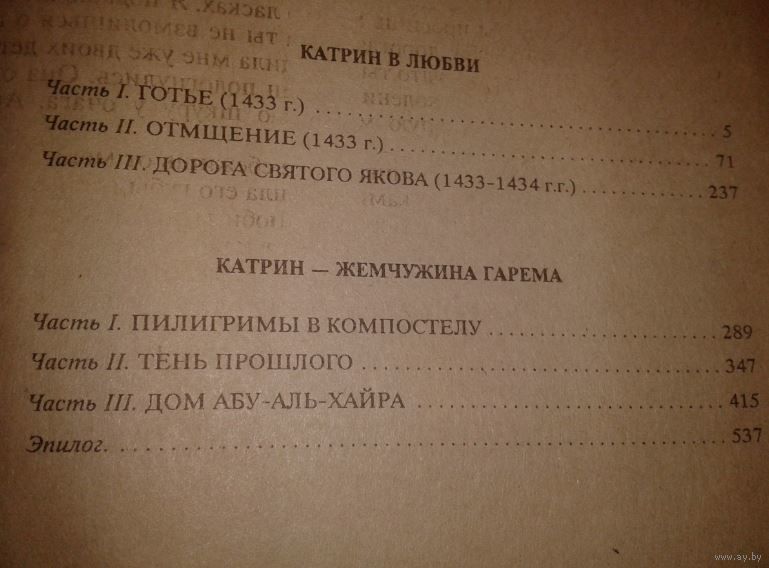 КАТРИН В ЛЮБВИ
Часть I. ГОТЬЕ (1433 г.) ........ 5
Часть II. ОТМЩЕНИЕ (1433 г.) ........ 71
Часть III. ДОРОГА СВЯТОГО ЯКОВА (1433-1434 г.г.) ........ 237
КАТРИН — ЖЕМЧУЖИНА ГАРЕМА
Часть I. ПИЛИГРИМЫ В КОМПОСТЕЛУ ........ 289
Часть II. ТЕНЬ ПРОШЛОГО ........ 347
Часть III. ДОМ АБУ-АЛЬ-ХАЙРА ........ 415
Эпилог. ........ 537
www.ay.by